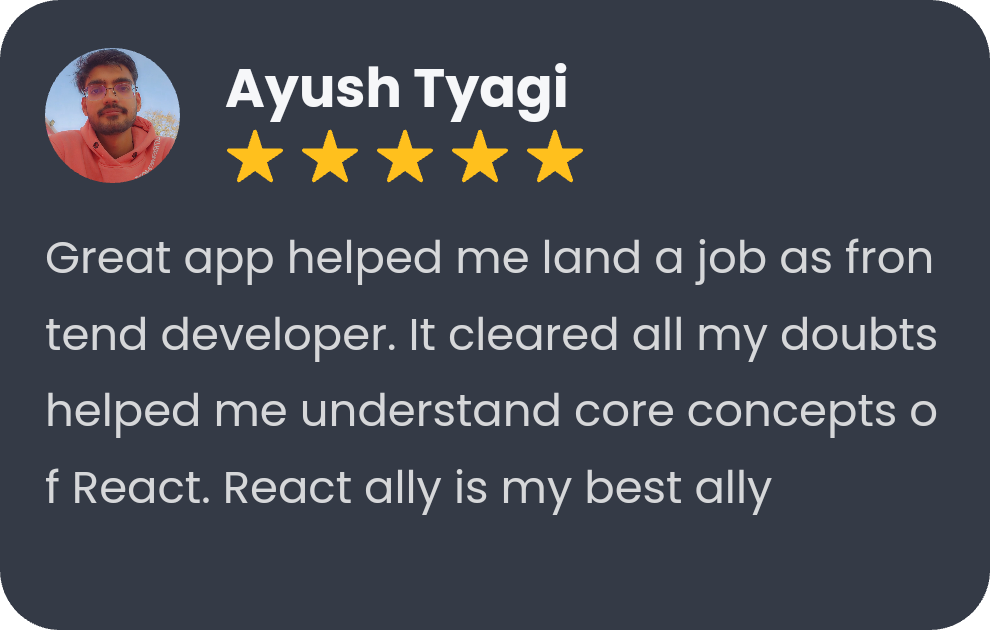 Ayush Tyagi
Great app helped me land a job as fron
tend developer. It cleared all my doubts
helped me understand core concepts o
f React. React ally is my best ally